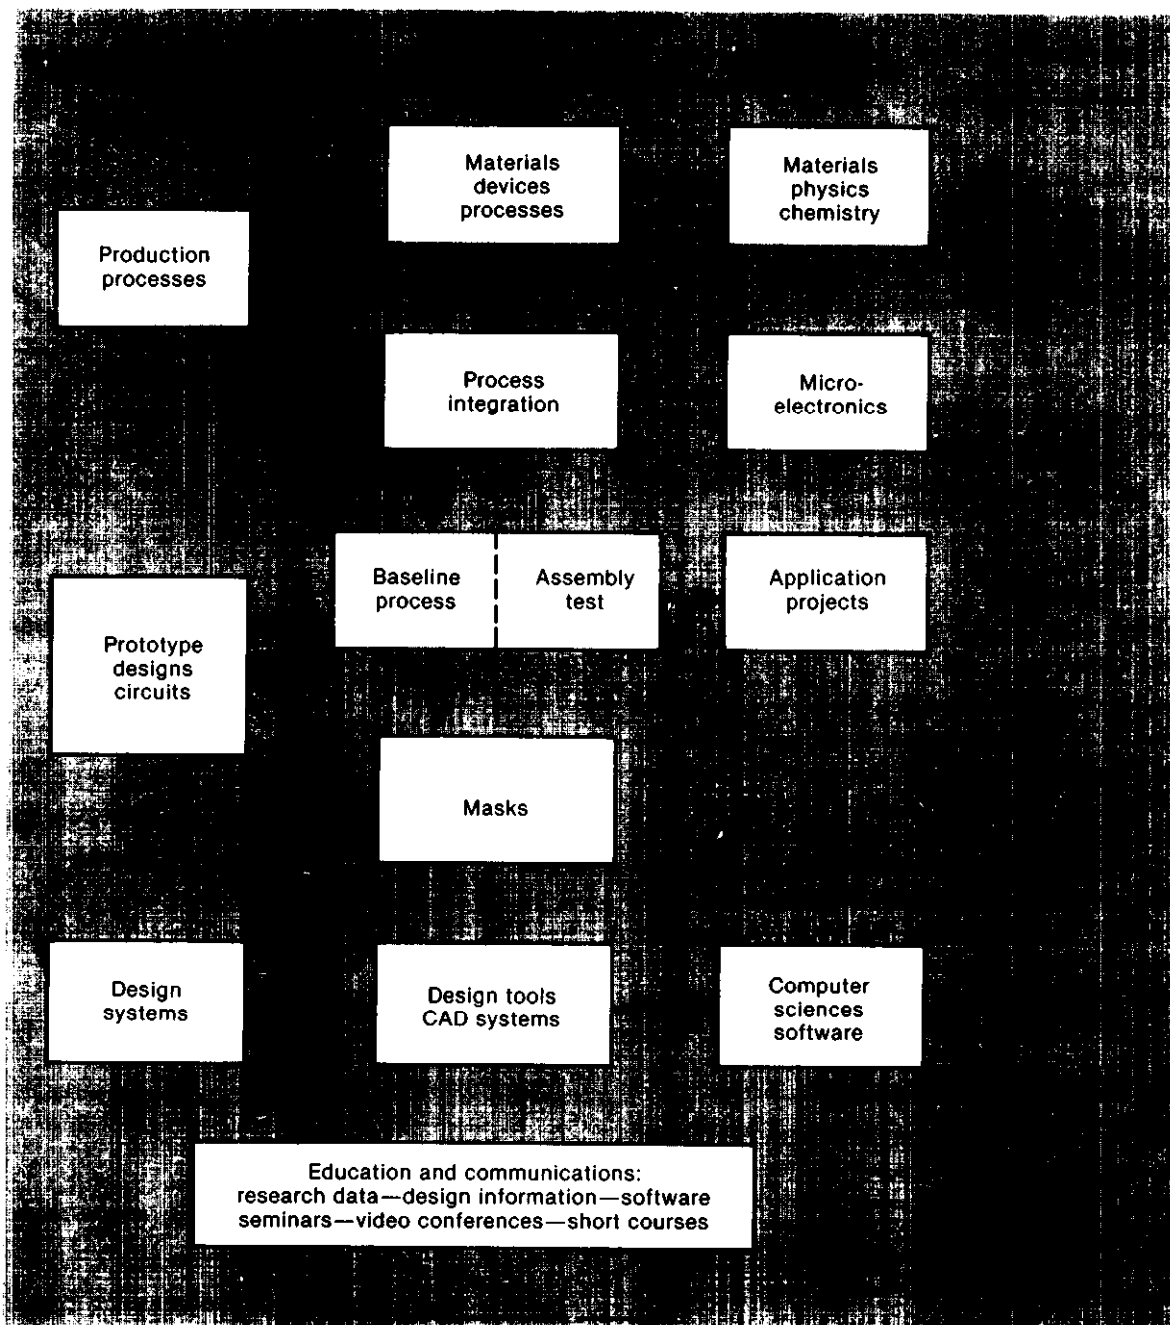 Materials
devices
processes
Materials
physics
chemistry
Production
processes
Process
integration
Micro-
electronics
Baseline
process
Assembly
test
Application
projects
Prototype
designs
circuits
Masks
Design
systems
Design tools
CAD systems
Computer
sciences
software
Education and communications:
research data—design information—software
seminars—video conferences—short courses